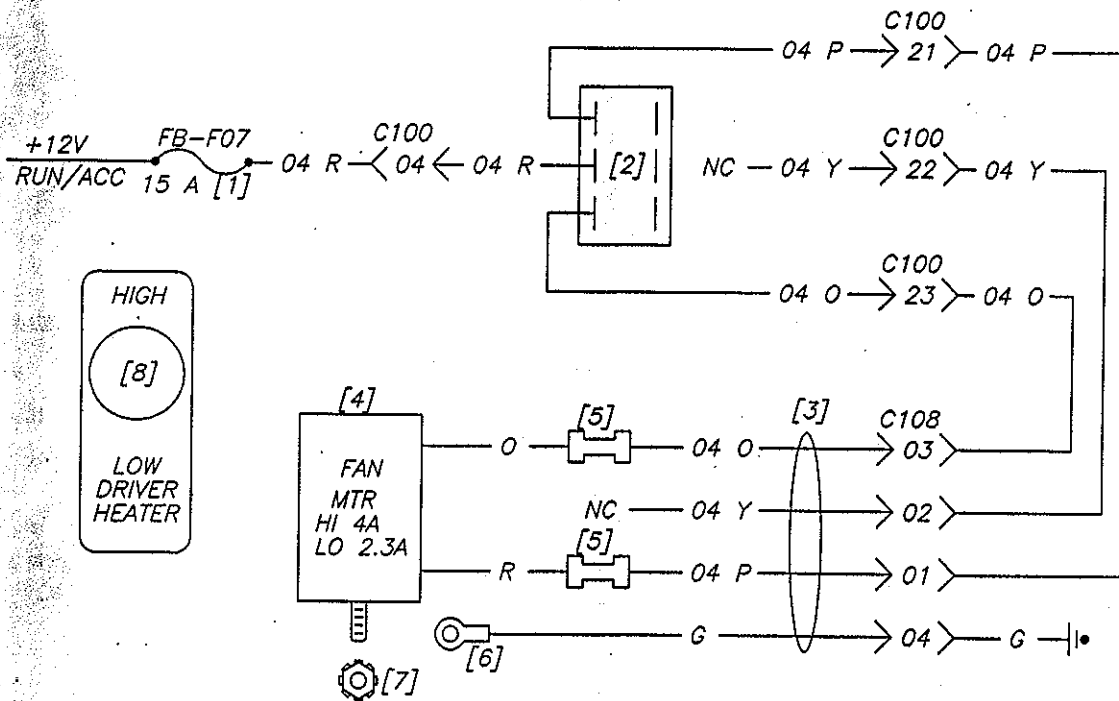 C100
04 P 21 04 P
+12V FB-F07 C100
04 R 04 04 R [2]
RUN/ACC 15 A [1]
C100
NC 04 Y 22 04 Y
C100
04 O 23 04 O
HIGH
[8]
LOW
DRIVER
HEATER
[4] [5] [3] C108
O 04 O 03
FAN
MTR
HI 4A
LO 2.3A
NC 04 Y 02
[5]
R 04 P 01
[6] G 04 G
[7]